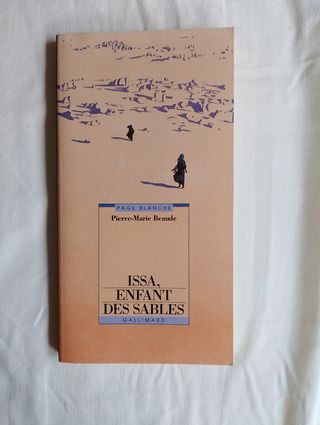 PAGE BLANCHE
Pierre-Marie Beaude
ISSA,
ENFANT
DES SABLES
GALLIMARD